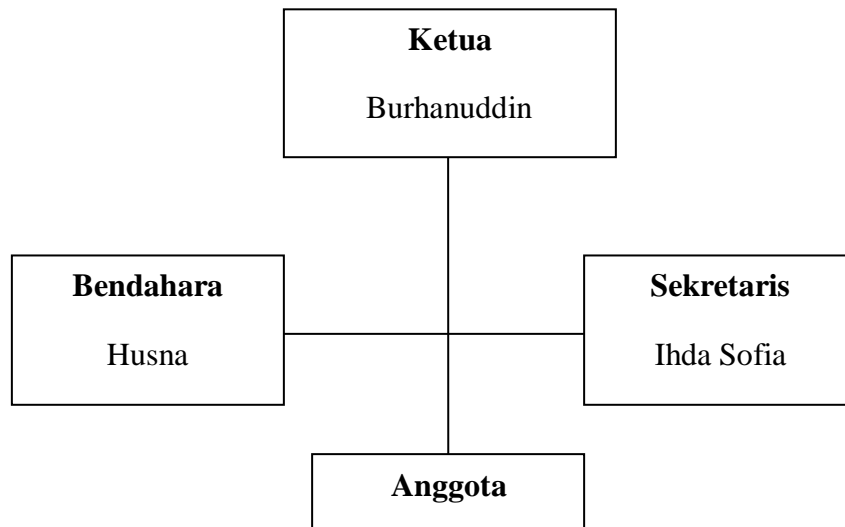 Ketua
Burhanuddin
Bendahara
Husna
Sekretaris
Ihda Sofia
Anggota